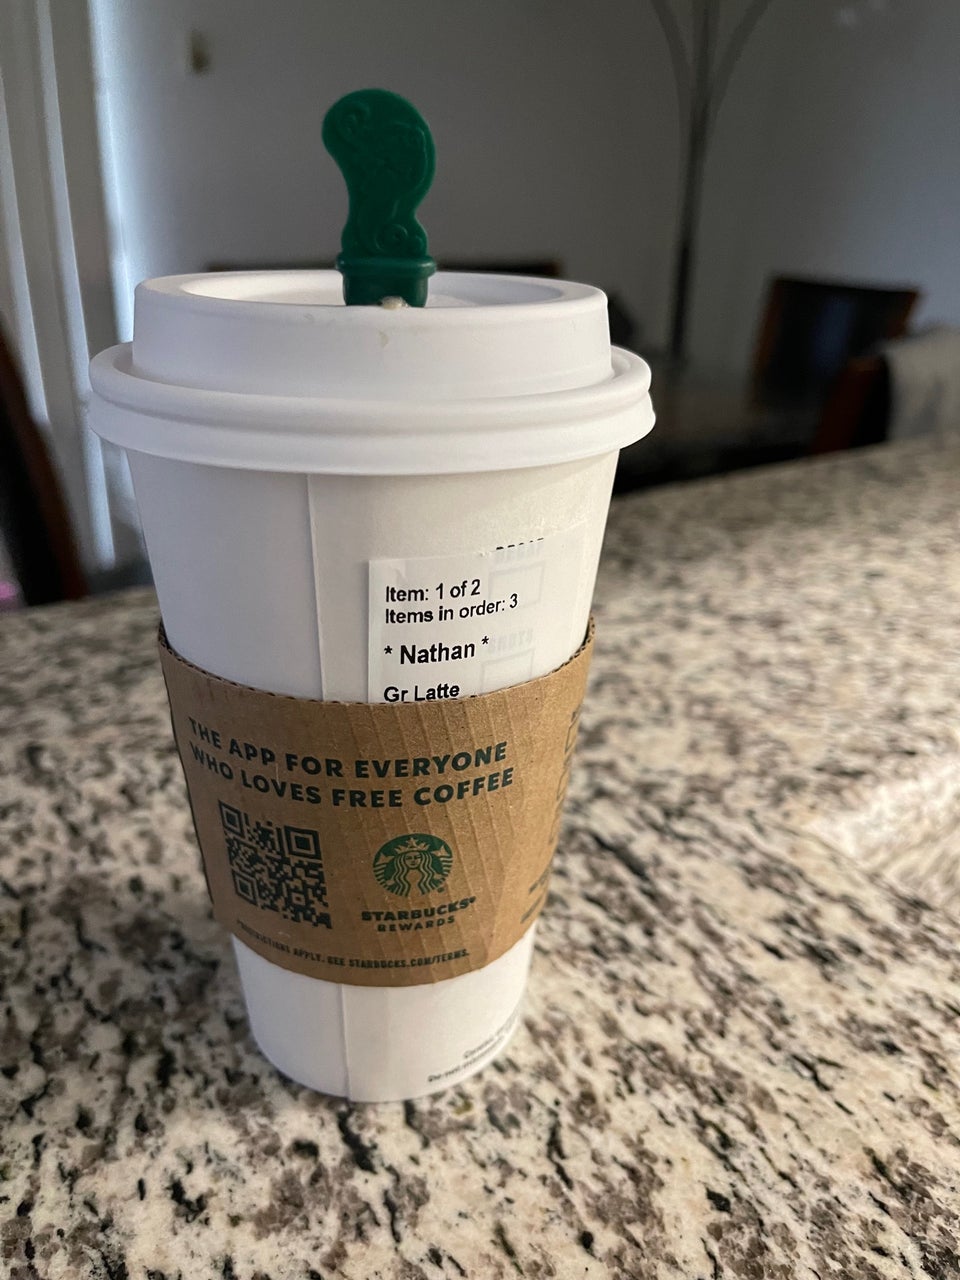 Item: 1 of 2
Items in order: 3
* Nathan *
Gr Latte
THE APP FOR EVERYONE
WHO LOVES FREE COFFEE
STARBUCKS®
REWARDS
APPLY. SEE STARBUCKS.COM/TERMS.